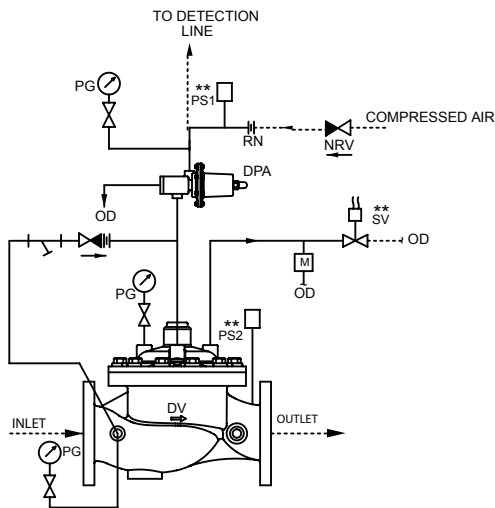 TO DETECTION
LINE
PG
**
PS1
COMPRESSED AIR
RN
NRV
DPA
OD
**
SV
OD
M
OD
PG
**
PS2
DV
INLET
OUTLET
PG